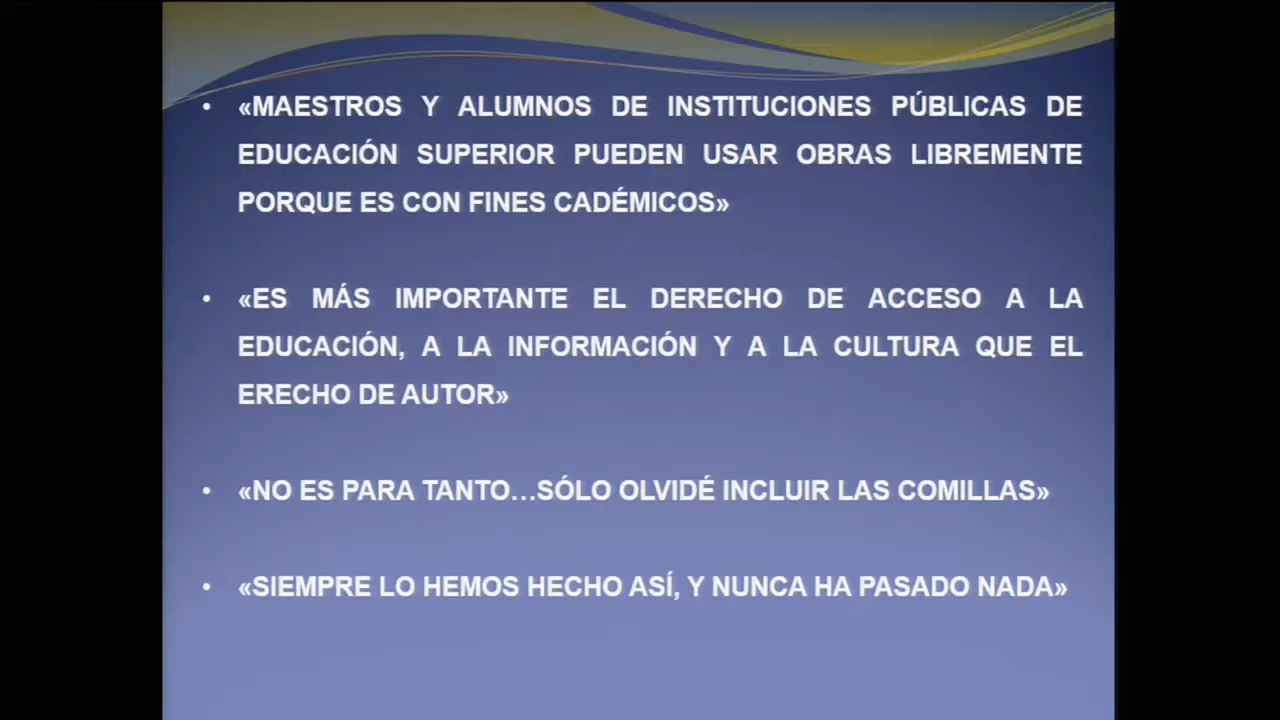 • «MAESTROS Y ALUMNOS DE INSTITUCIONES PÚBLICAS DE
EDUCACIÓN SUPERIOR PUEDEN USAR OBRAS LIBREMENTE
PORQUE ES CON FINES CADÉMICOS»
• «ES MÁS IMPORTANTE EL DERECHO DE ACCESO A LA
EDUCACIÓN, A LA INFORMACIÓN Y A LA CULTURA QUE EL
ERECHO DE AUTOR»
• «NO ES PARA TANTO...SÓLO OLVIDÉ INCLUIR LAS COMILLAS»
• «SIEMPRE LO HEMOS HECHO ASÍ, Y NUNCA HA PASADO NADA»